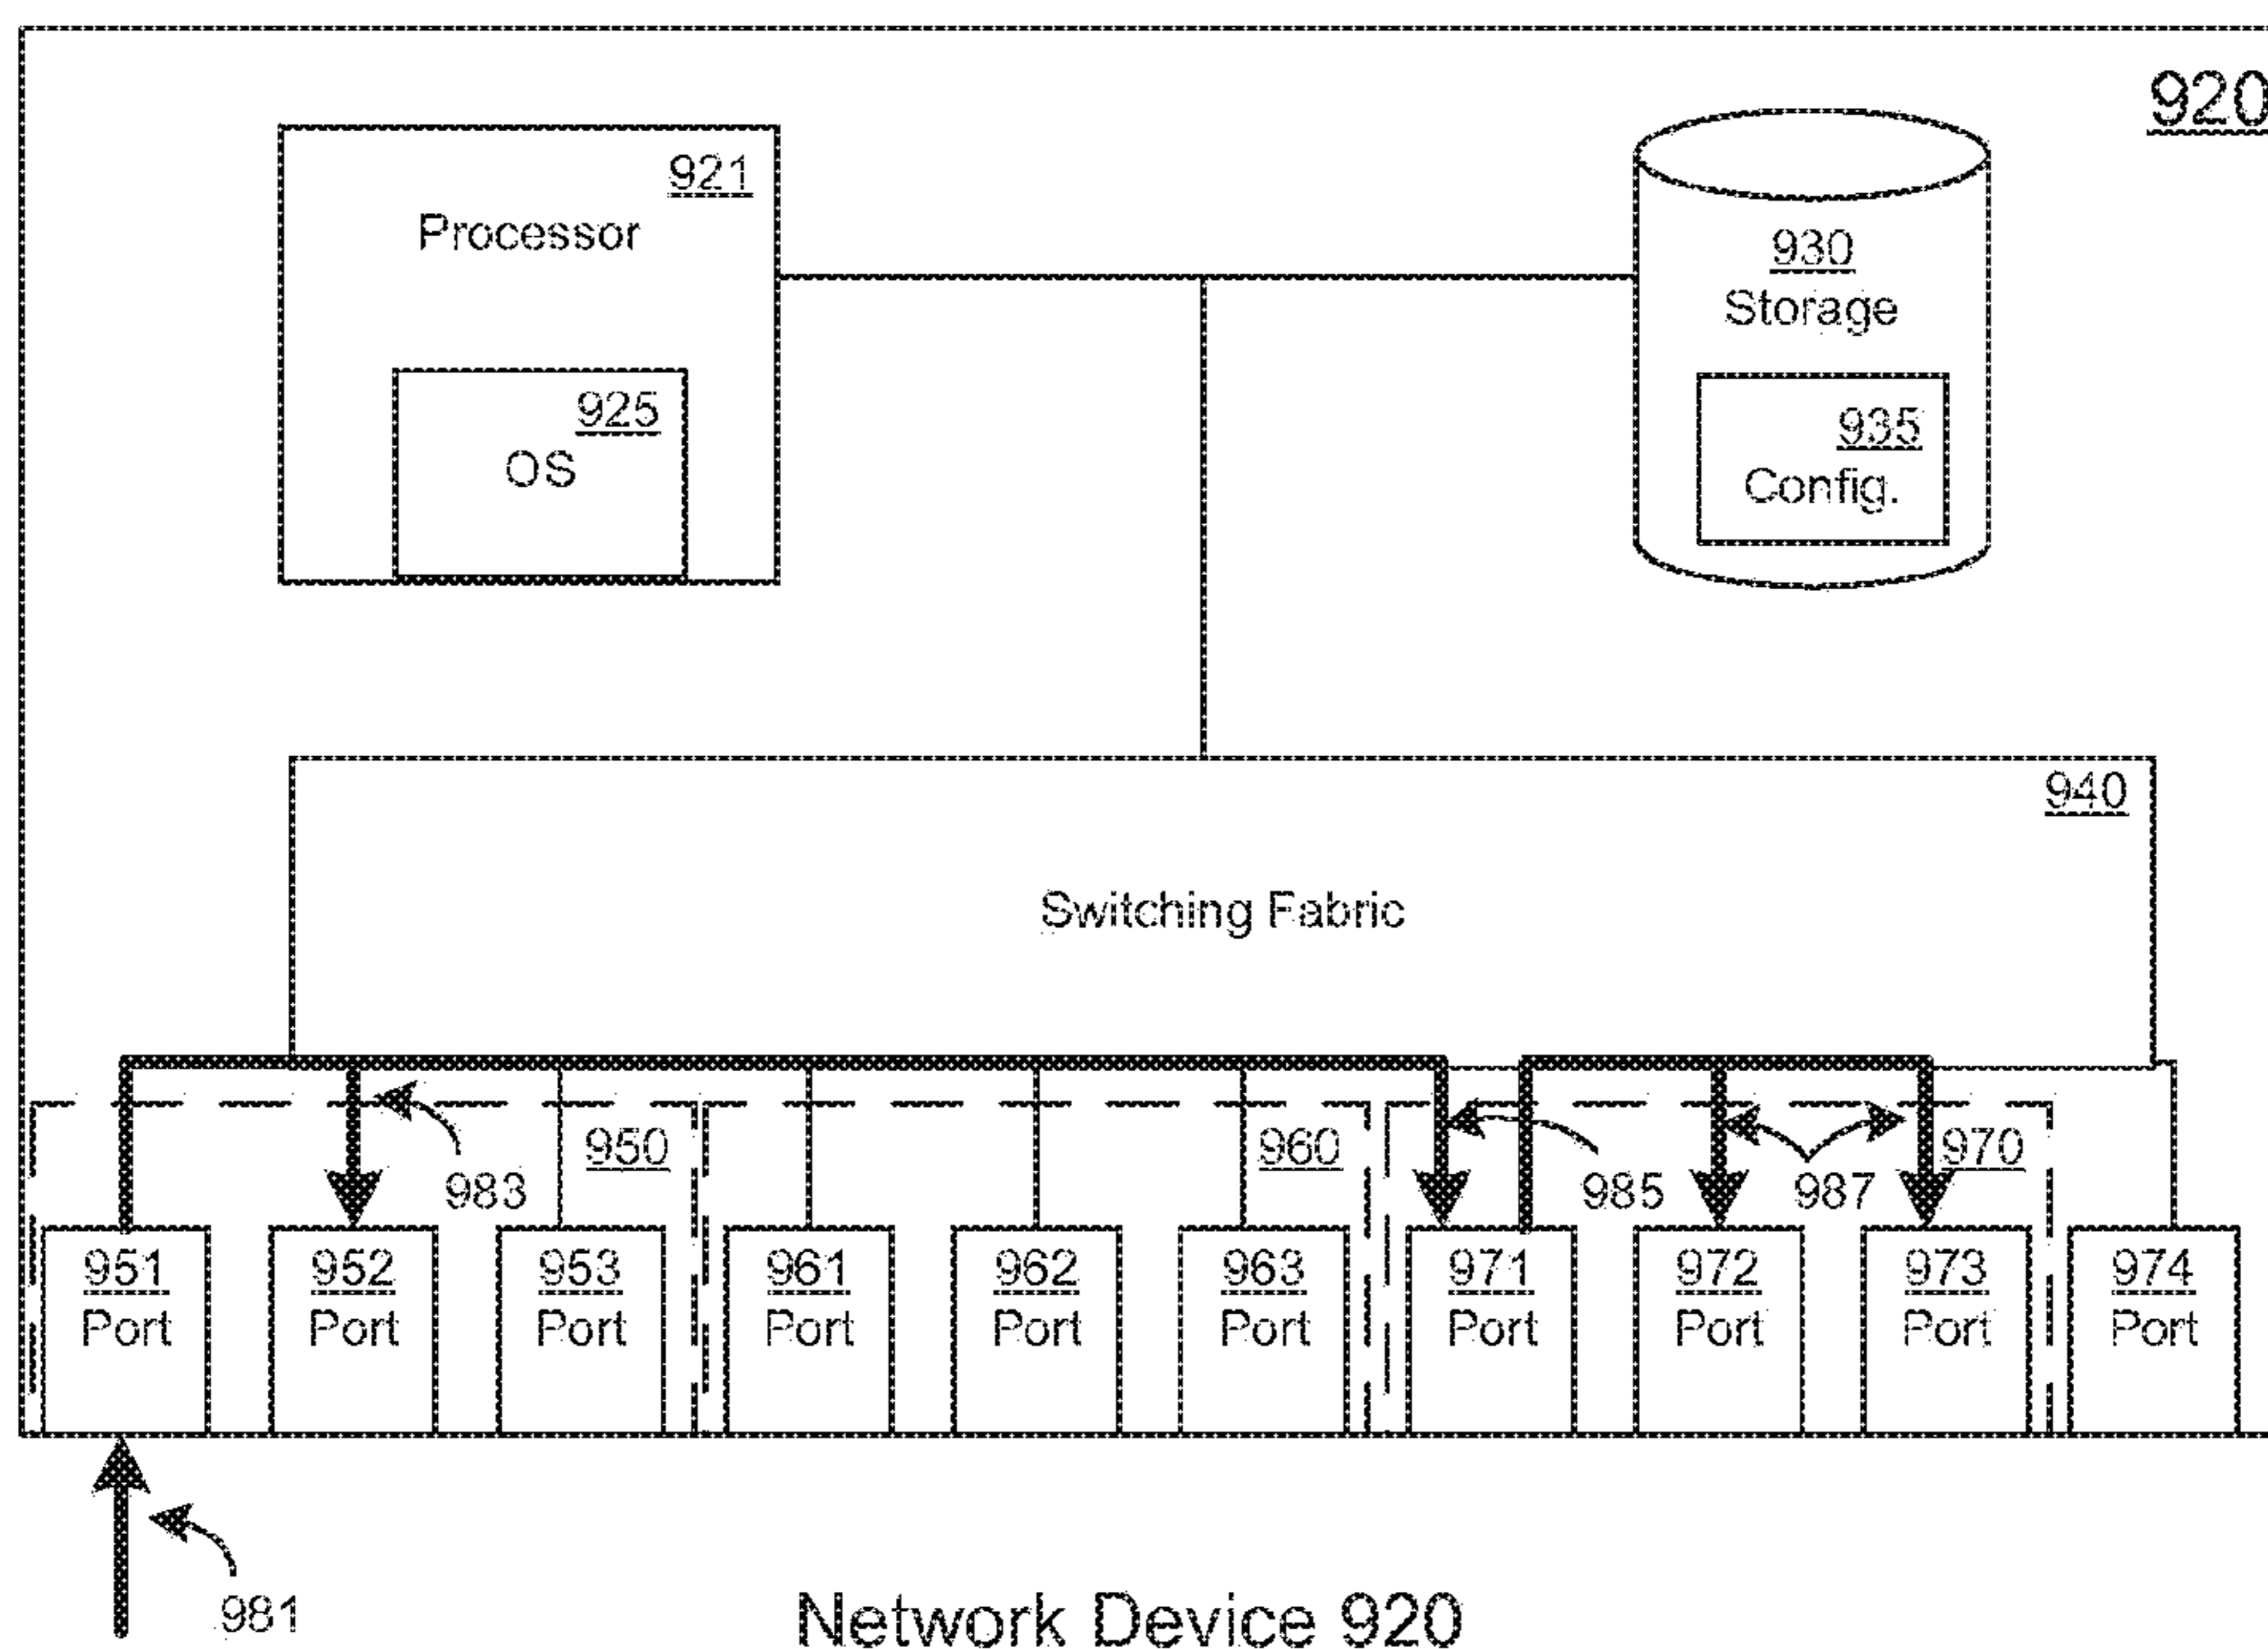 920
921
Processor
925
OS
930
Storage
935
Config.
940
Switching Fabric
950
960
970
983
985
987
951
Port
952
Port
953
Port
961
Port
962
Port
963
Port
971
Port
972
Port
973
Port
974
Port
981
Network Device 920